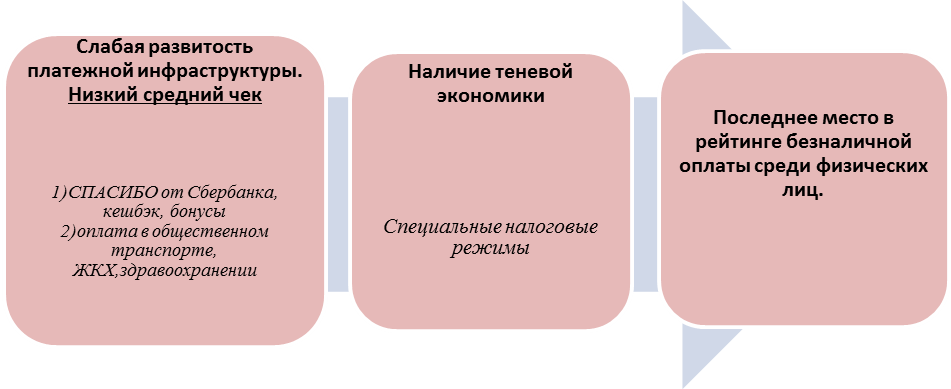 Слабая развитость
платежной инфраструктуры.
Низкий средний чек
1)СПАСИБО от Сбербанка,
кешбэк, бонусы
2)оплата в общественном
транспорте,
ЖКХ,здравоохранении
Наличие теневой
экономики
Специальные налоговые
режимы
Последнее место в
рейтинге безналичной
оплаты среди физических
лиц.